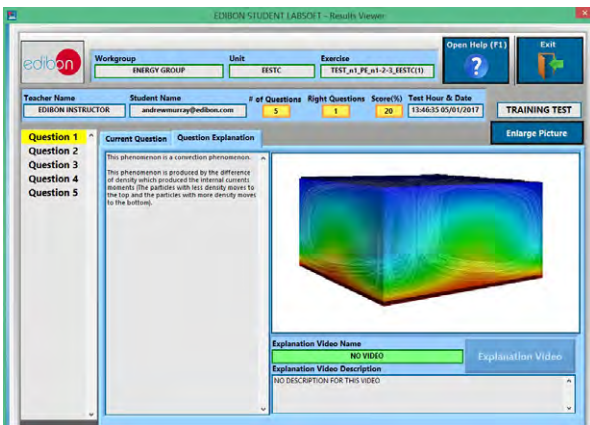 EDIBON STUDENT LABSOFT - Results Viewer
edibon
Workgroup
ENERGY GROUP
Unit
EESTC
Exercise
TEST_n1_PE_n1-2-3_EESTC(1)
Open Help (F1)
?
Exit
Teacher Name
EDIBON INSTRUCTOR
Student Name
andrewmurray@edibon.com
# of Questions
5
Right Questions
1
Score(%)
20
Test Hour & Date
13:46:35 05/01/2017
TRAINING TEST
Enlarge Picture
Question 1
Question 2
Question 3
Question 4
Question 5
Current Question
Question Explanation
This phenomenon is a convection phenomenon.
This phenomenon is produced by the difference
of density which produced the internal currents
moments (The particles with less density moves to
the top and the particles with more density moves
to the bottom).
Explanation Video Name
NO VIDEO
Explanation Video
Explanation Video Description
NO DESCRIPTION FOR THIS VIDEO